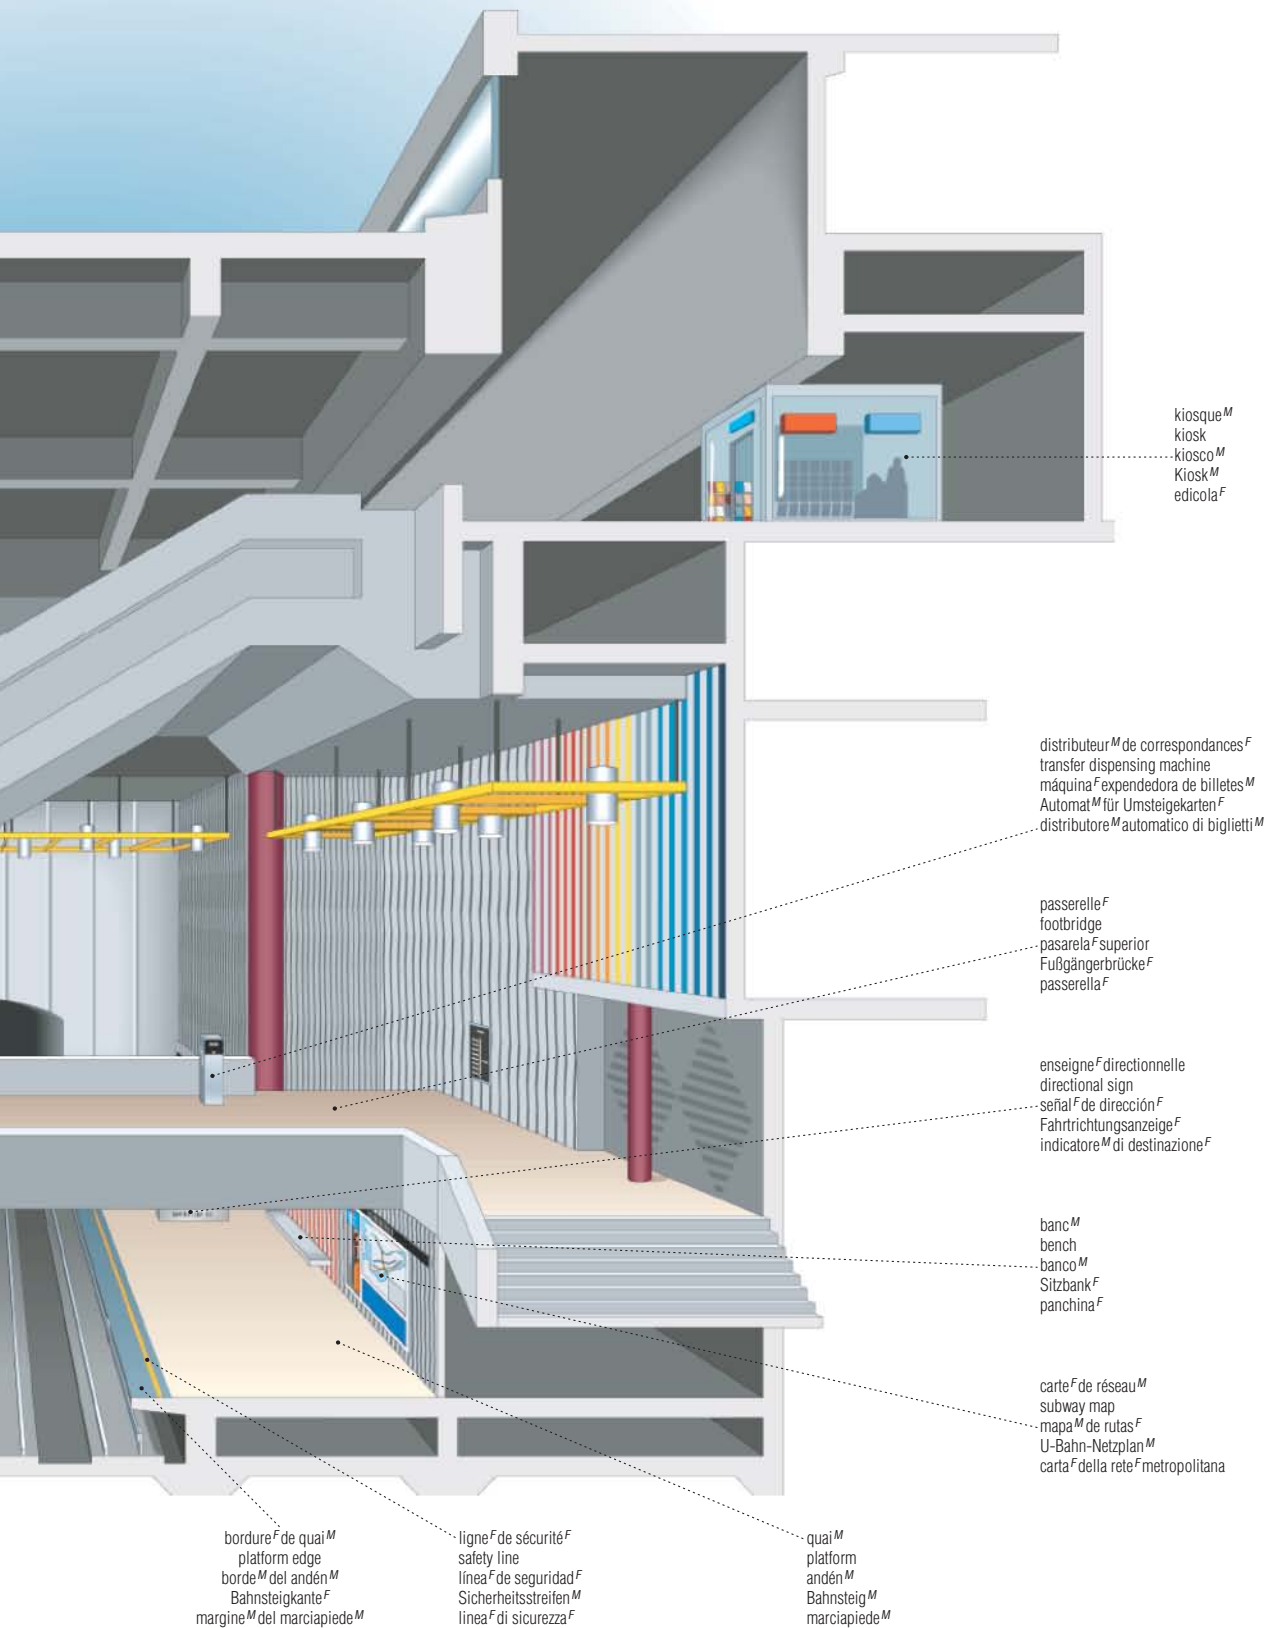 kiosque M
kiosk
kiosco M
Kiosk M
edicola F
distributeur M de correspondances F
transfer dispensing machine
máquina F expendedora de billetes M
Automat M für Umsteigekarten F
distributore M automatico di biglietti M
passerelle F
footbridge
pasarela F superior
Fußgängerbrücke F
passerella F
enseigne F directionnelle
directional sign
señal F de dirección F
Fahrtrichtungsanzeige F
indicatore M di destinazione F
banc M
bench
banco M
Sitzbank F
panchina F
carte F de réseau M
subway map
mapa M de rutas F
U-Bahn-Netzplan M
carta F della rete F metropolitana
bordure F de quai M
platform edge
borde M del andén M
Bahnsteigkante F
margine M del marciapiede M
ligne F de sécurité F
safety line
línea F de seguridad F
Sicherheitsstreifen M
linea F di sicurezza F
quai M
platform
andén M
Bahnsteig M
marciapiede M